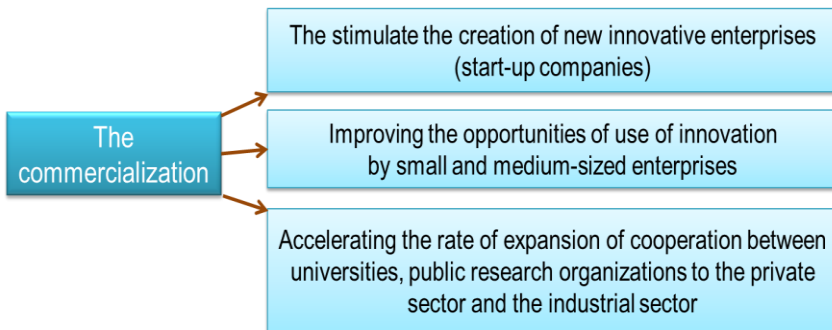 The
commercialization
The stimulate the creation of new innovative enterprises
(start-up companies)
Improving the opportunities of use of innovation
by small and medium-sized enterprises
Accelerating the rate of expansion of cooperation between
universities, public research organizations to the private
sector and the industrial sector